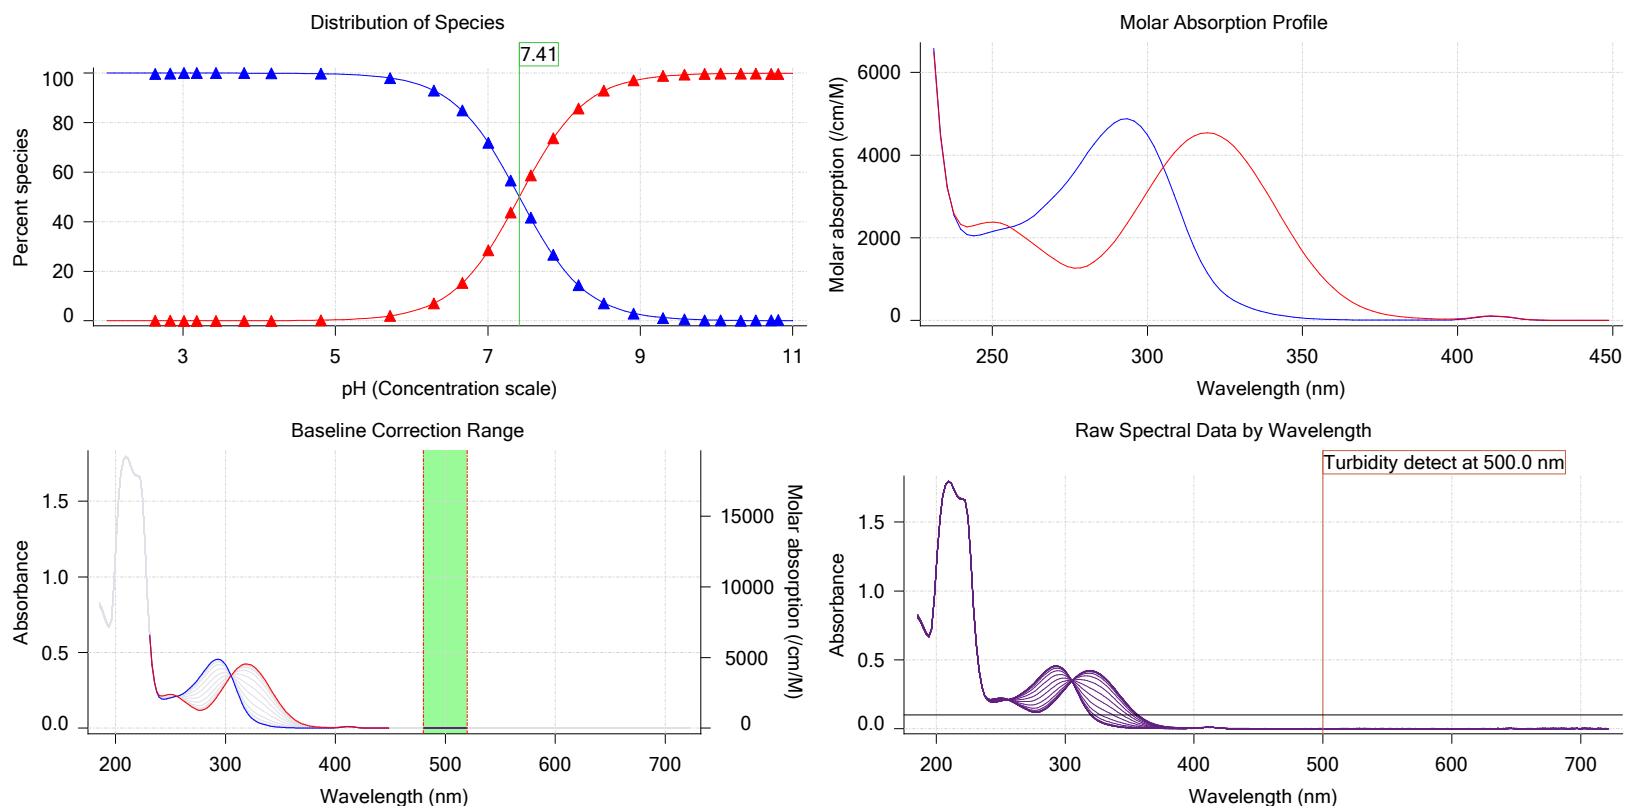 Distribution of Species
7.41
100
80
60
40
20
0
Percent species
3 5 7 9 11
pH (Concentration scale)
Molar Absorption Profile
6000
4000
2000
0
Molar absorption (/cm/M)
250 300 350 400 450
Wavelength (nm)
Baseline Correction Range
1.5
1.0
0.5
0.0
Absorbance
15000
10000
5000
0
Molar absorption (/cm/M)
200 300 400 500 600 700
Wavelength (nm)
Raw Spectral Data by Wavelength
Turbidity detect at 500.0 nm
1.5
1.0
0.5
0.0
Absorbance
200 300 400 500 600 700
Wavelength (nm)